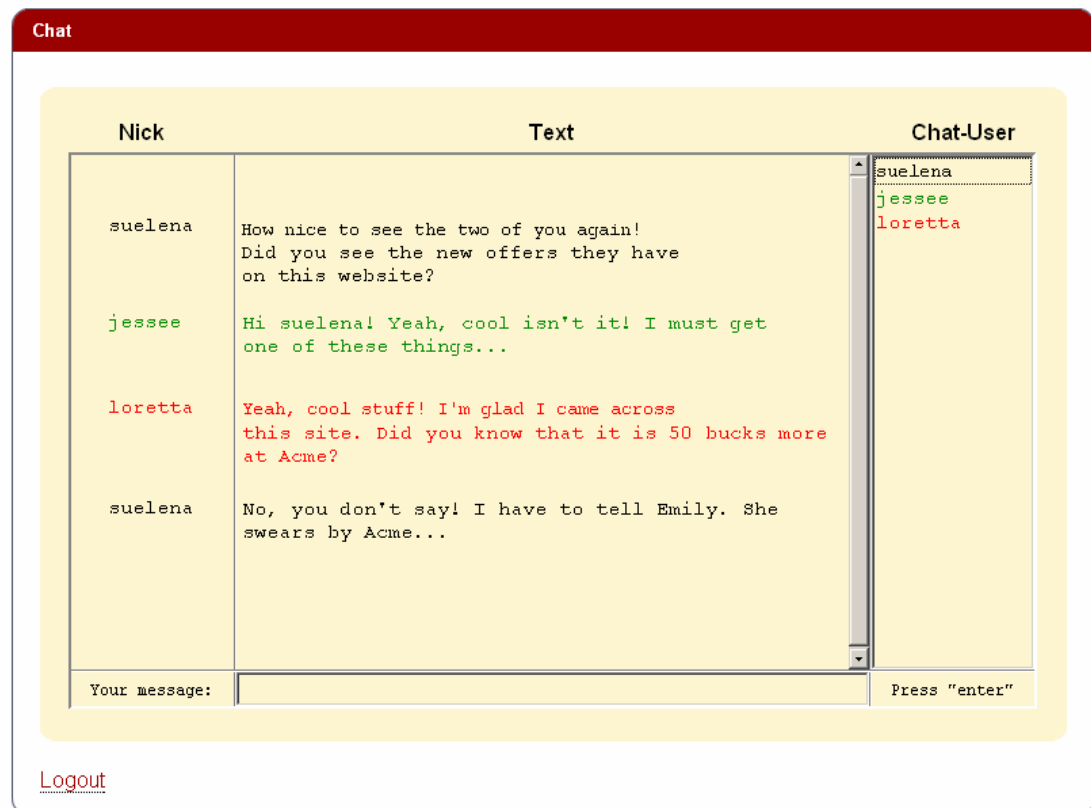 Chat
Nick Text Chat-User
suelena
jessee
loretta
suelena How nice to see the two of you again!
Did you see the new offers they have
on this website?
jessee Hi suelena! Yeah, cool isn't it! I must get
one of these things...
loretta Yeah, cool stuff! I'm glad I came across
this site. Did you know that it is 50 bucks more
at Acme?
suelena No, you don't say! I have to tell Emily. She
swears by Acme...
Your message: Press "enter"
Logout